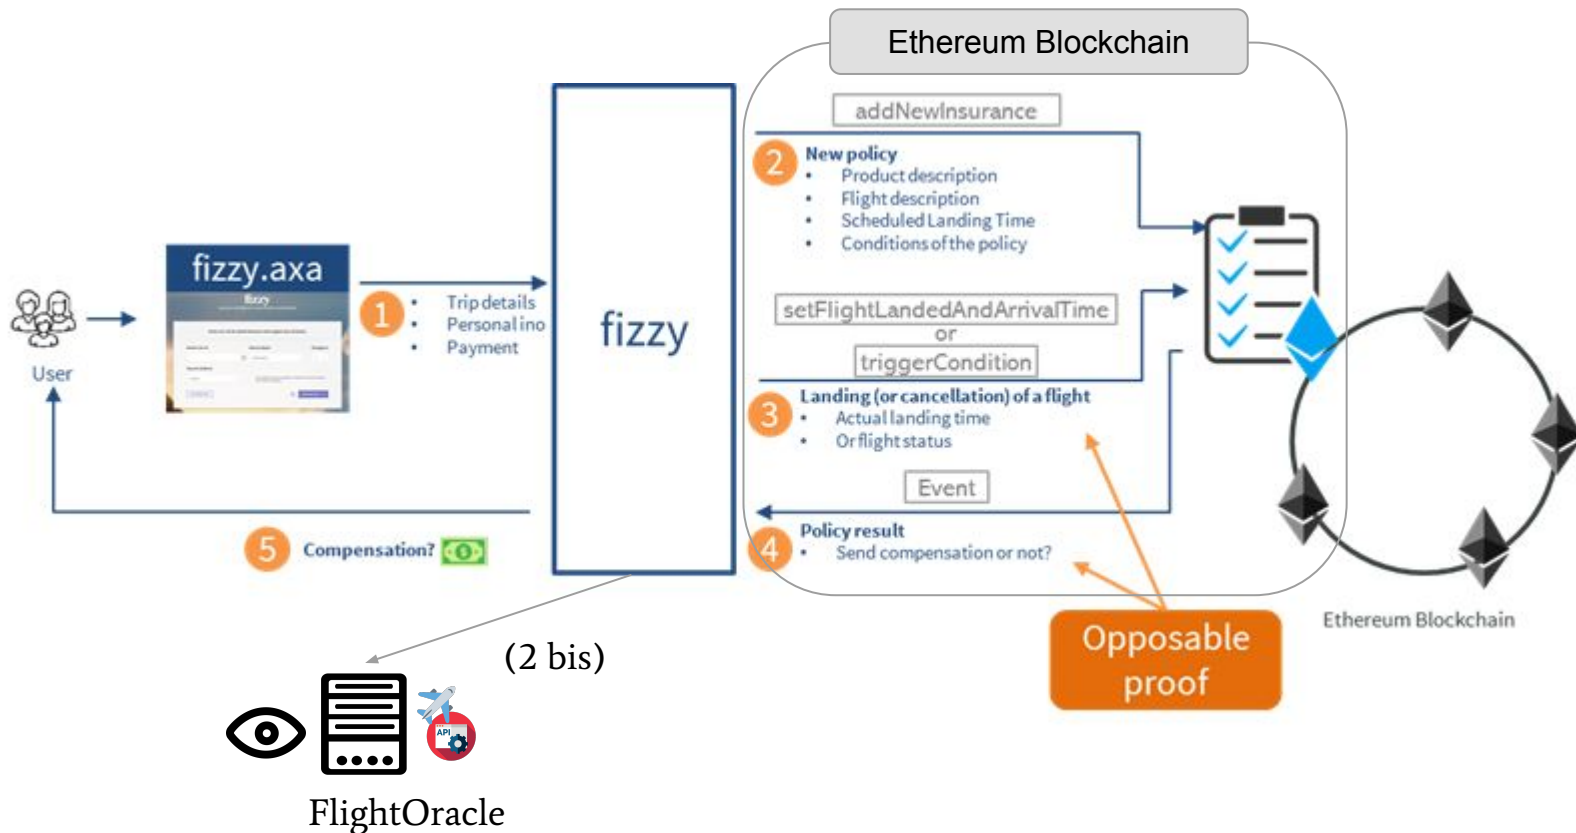 Ethereum Blockchain
addNewInsurance
2
New policy
• Product description
• Flight description
• Scheduled Landing Time
• Conditions of the policy
fizzy.axa
fizzy
1
• Trip details
• Personal ino
• Payment
User
fizzy
setFlightLandedAndArrivalTime
or
triggerCondition
3
Landing (or cancellation) of a flight
• Actual landing time
• Or flight status
Event
4
Policy result
• Send compensation or not?
5
Compensation?
Opposable
proof
Ethereum Blockchain
(2 bis)
API
FlightOracle